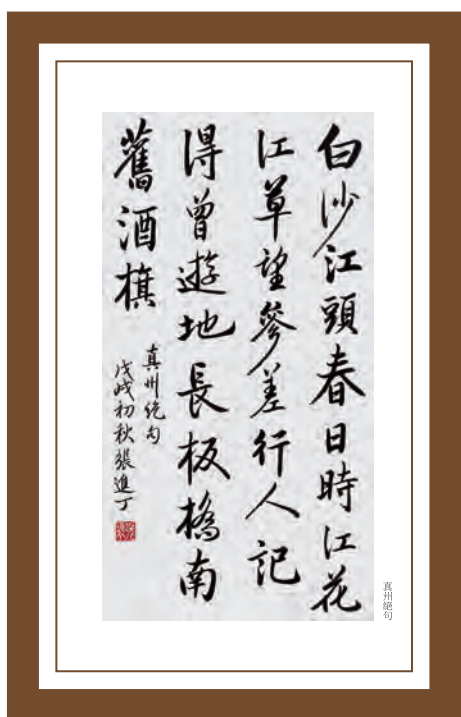 白沙江頭春日時江花
江草望參差行人記
得曾遊地長板橋南
舊酒旗
真州絶句
戊戌初秋張進丁
真州絕句